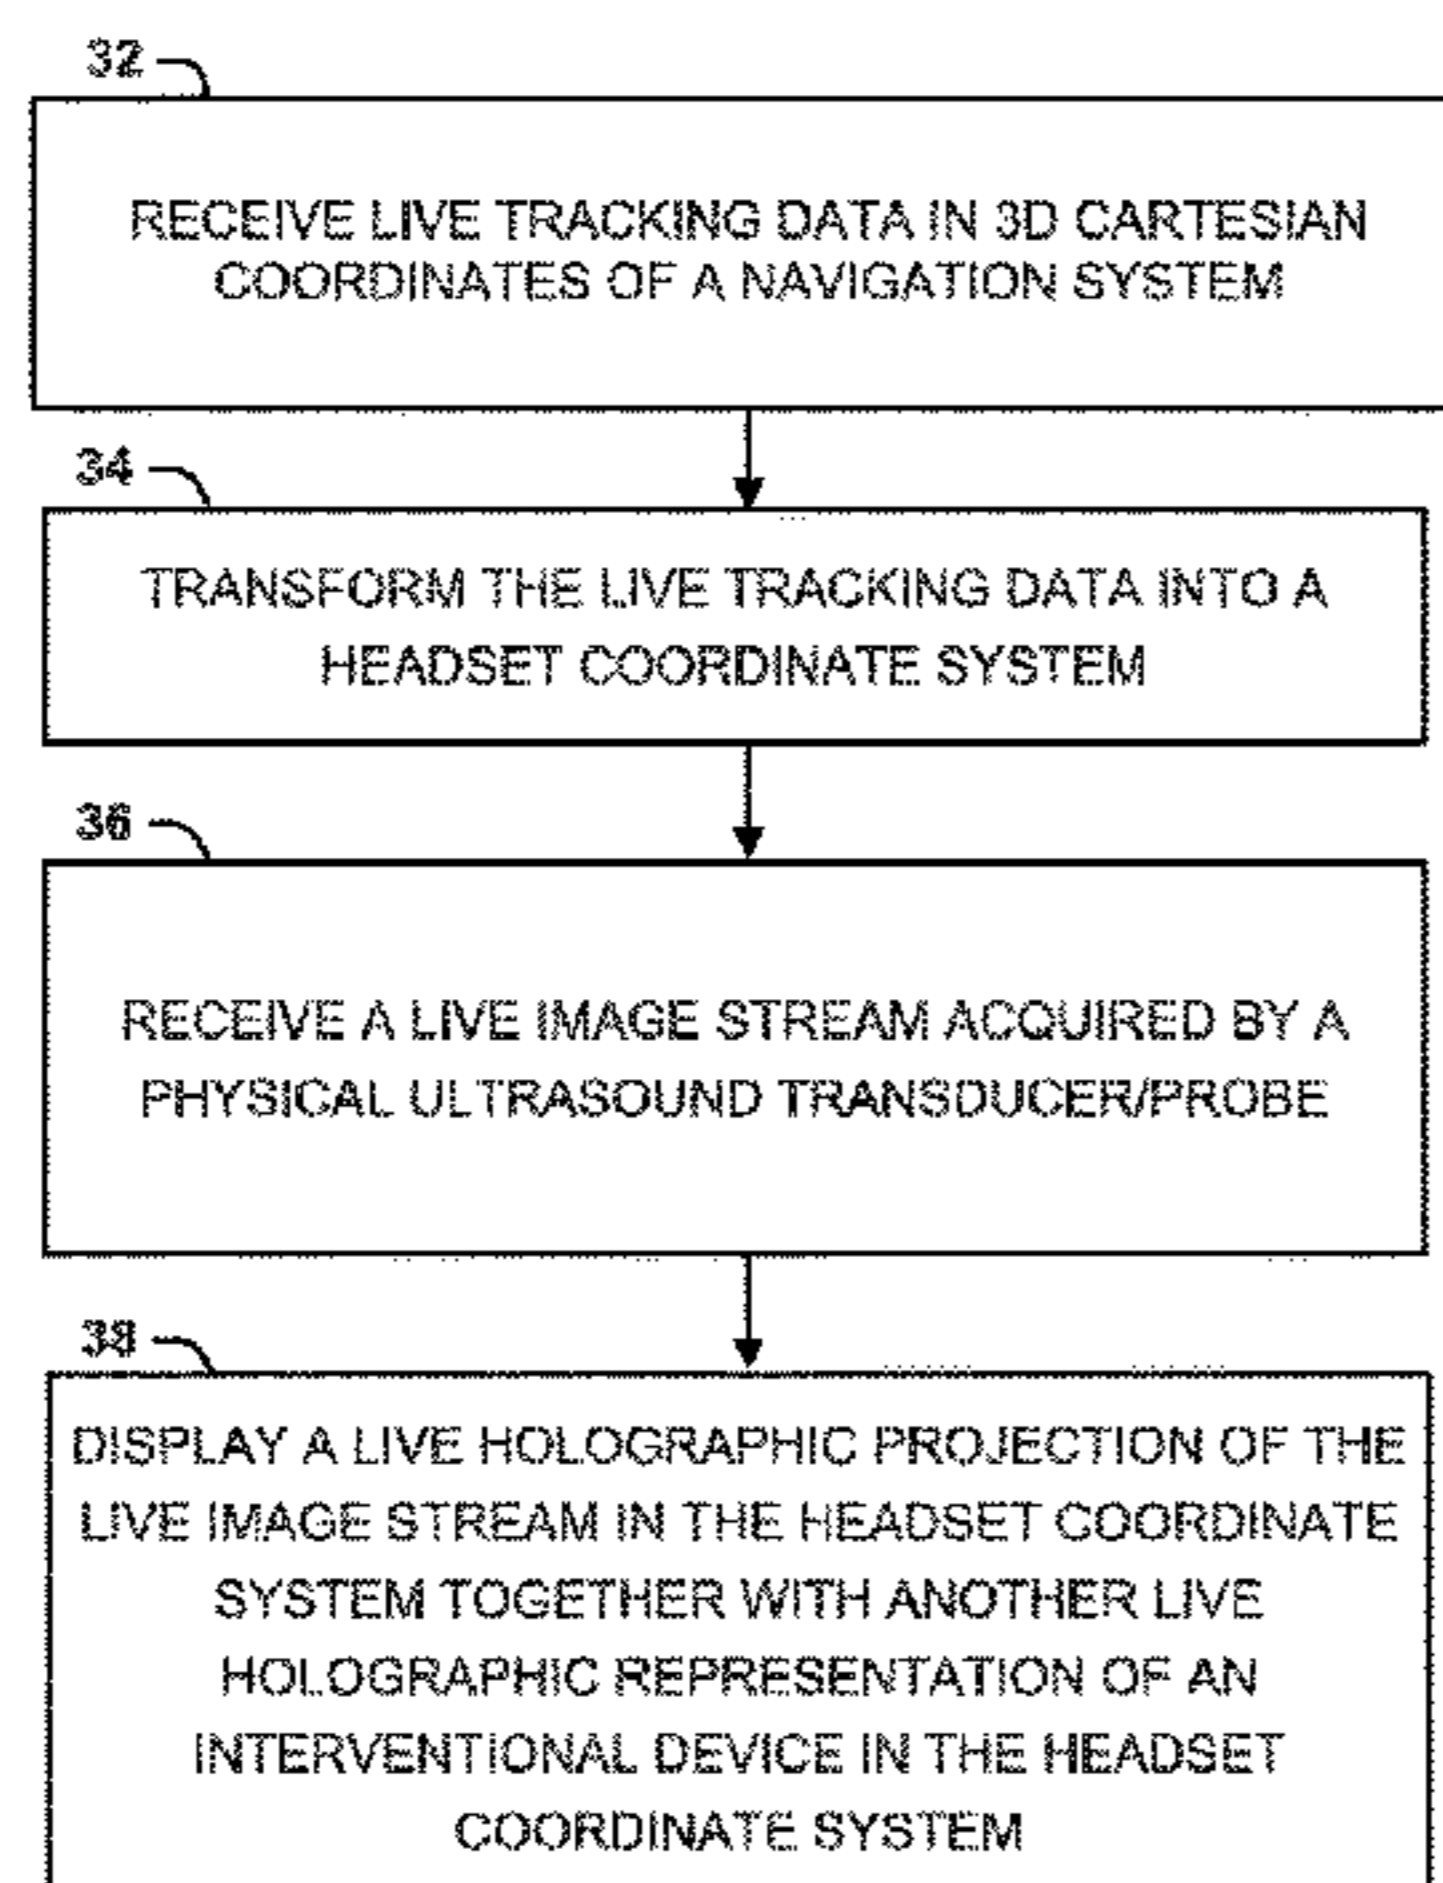 32
RECEIVE LIVE TRACKING DATA IN 3D CARTESIAN
COORDINATES OF A NAVIGATION SYSTEM
34
TRANSFORM THE LIVE TRACKING DATA INTO A
HEADSET COORDINATE SYSTEM
36
RECEIVE A LIVE IMAGE STREAM ACQUIRED BY A
PHYSICAL ULTRASOUND TRANSDUCER/PROBE
38
DISPLAY A LIVE HOLOGRAPHIC PROJECTION OF THE
LIVE IMAGE STREAM IN THE HEADSET COORDINATE
SYSTEM TOGETHER WITH ANOTHER LIVE
HOLOGRAPHIC REPRESENTATION OF AN
INTERVENTIONAL DEVICE IN THE HEADSET
COORDINATE SYSTEM